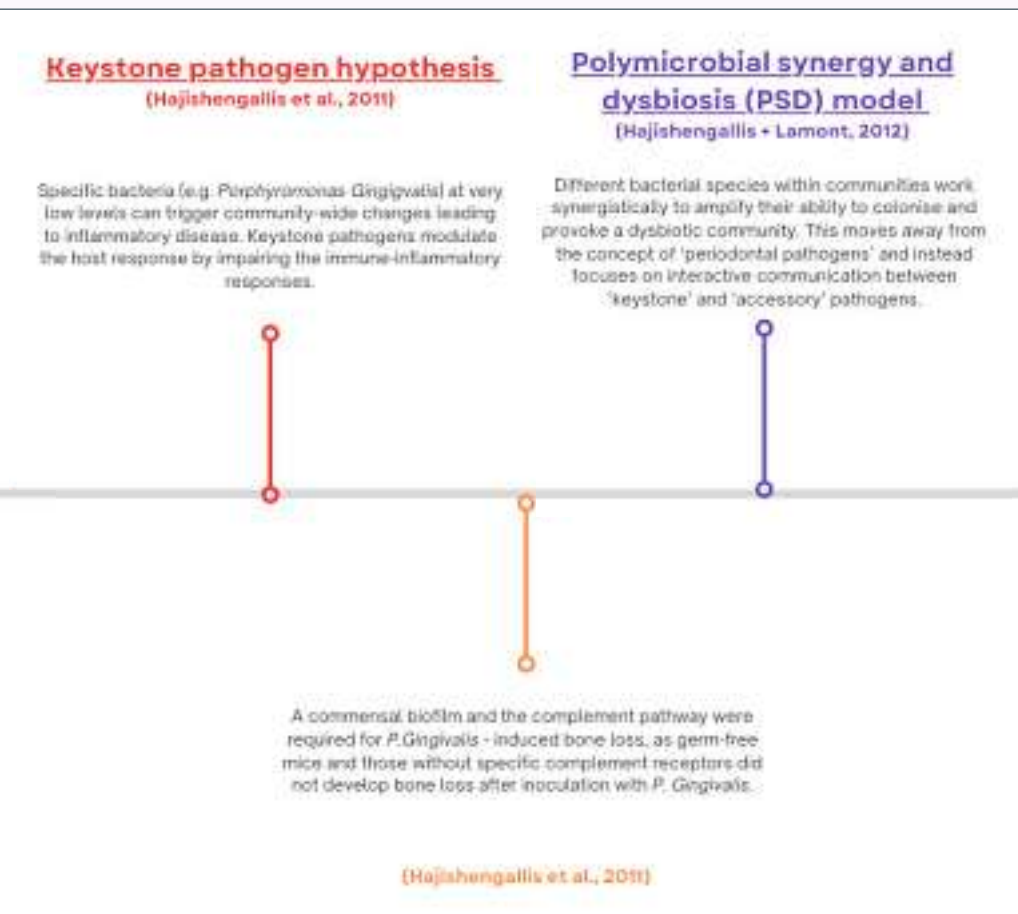 Keystone pathogen hypothesis
(Hajishengallis et al., 2011)
Specific bacteria (e.g. Porphyromonas Gingipvalis) at very
low levels can trigger community-wide changes leading
to inflammatory disease. Keystone pathogens modulate
the host response by impairing the immune-inflammatory
responses.
Polymicrobial synergy and
dysbiosis (PSD) model
(Hajishengallis + Lamont, 2012)
Different bacterial species within communities work
synergistically to amplify their ability to colonise and
provoke a dysbiotic community. This moves away from
the concept of 'periodontal pathogens' and instead
focuses on interactive communication between
'keystone' and 'accessory' pathogens.
A commensal biofilm and the complement pathway were
required for P.Gingivalis - induced bone loss, as germ-free
mice and those without specific complement receptors did
not develop bone loss after inoculation with P. Gingivalis.
(Hajishengallis et al., 2011)